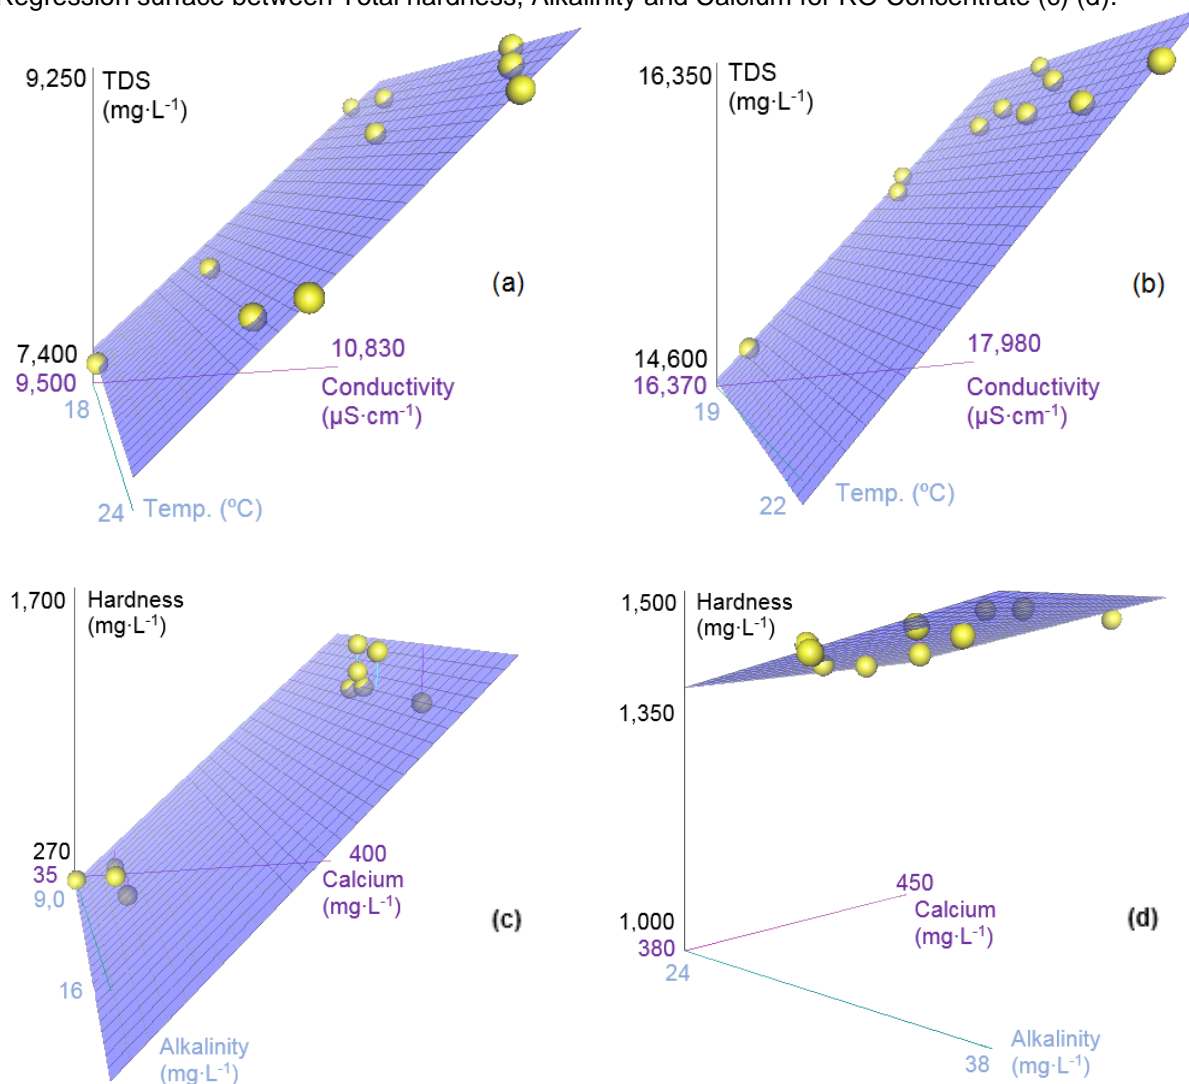 Regression surface between Total hardness, Alkalinity and Calcium for RO Concentrate (c) (d).
9,250
TDS
(mg·L-1)
(a)
10,830
7,400
9,500
Conductivity
(µS·cm-1)
18
24
Temp. (ºC)
16,350
TDS
(mg·L-1)
(b)
17,980
14,600
16,370
Conductivity
(µS·cm-1)
19
22
Temp. (ºC)
1,700
Hardness
(mg·L-1)
270
400
35
Calcium
(mg·L-1)
9,0
(c)
16
Alkalinity
(mg·L-1)
1,500
Hardness
(mg·L-1)
1,350
450
1,000
Calcium
(mg·L-1)
(d)
380
24
Alkalinity
(mg·L-1)
38